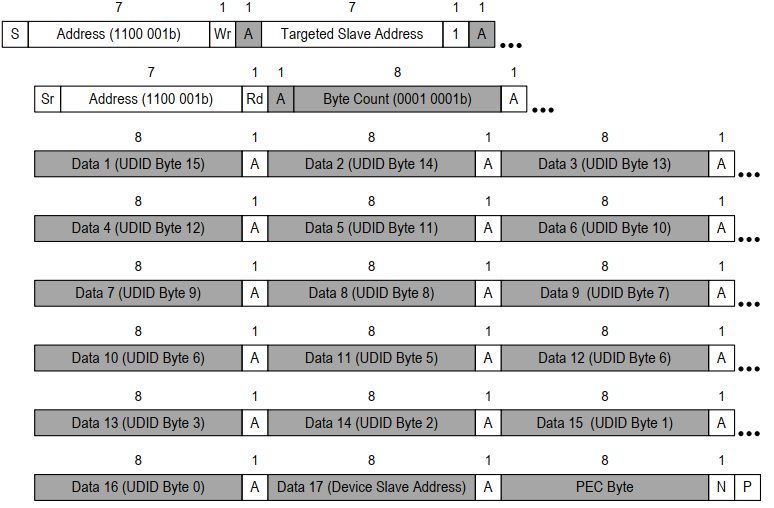 7 1 1 7 1 1
S Address (1100 001b) Wr A Targeted Slave Address 1 A
7 1 1 8 1
Sr Address (1100 001b) Rd A Byte Count (0001 0001b) A
8 1 8 1 8 1
Data 1 (UDID Byte 15) A Data 2 (UDID Byte 14) A Data 3 (UDID Byte 13) A
8 1 8 1 8 1
Data 4 (UDID Byte 12) A Data 5 (UDID Byte 11) A Data 6 (UDID Byte 10) A
8 1 8 1 8 1
Data 7 (UDID Byte 9) A Data 8 (UDID Byte 8) A Data 9 (UDID Byte 7) A
8 1 8 1 8 1
Data 10 (UDID Byte 6) A Data 11 (UDID Byte 5) A Data 12 (UDID Byte 6) A
8 1 8 1 8 1
Data 13 (UDID Byte 3) A Data 14 (UDID Byte 2) A Data 15 (UDID Byte 1) A
8 1 8 1 8 1
Data 16 (UDID Byte 0) A Data 17 (Device Slave Address) A PEC Byte N P